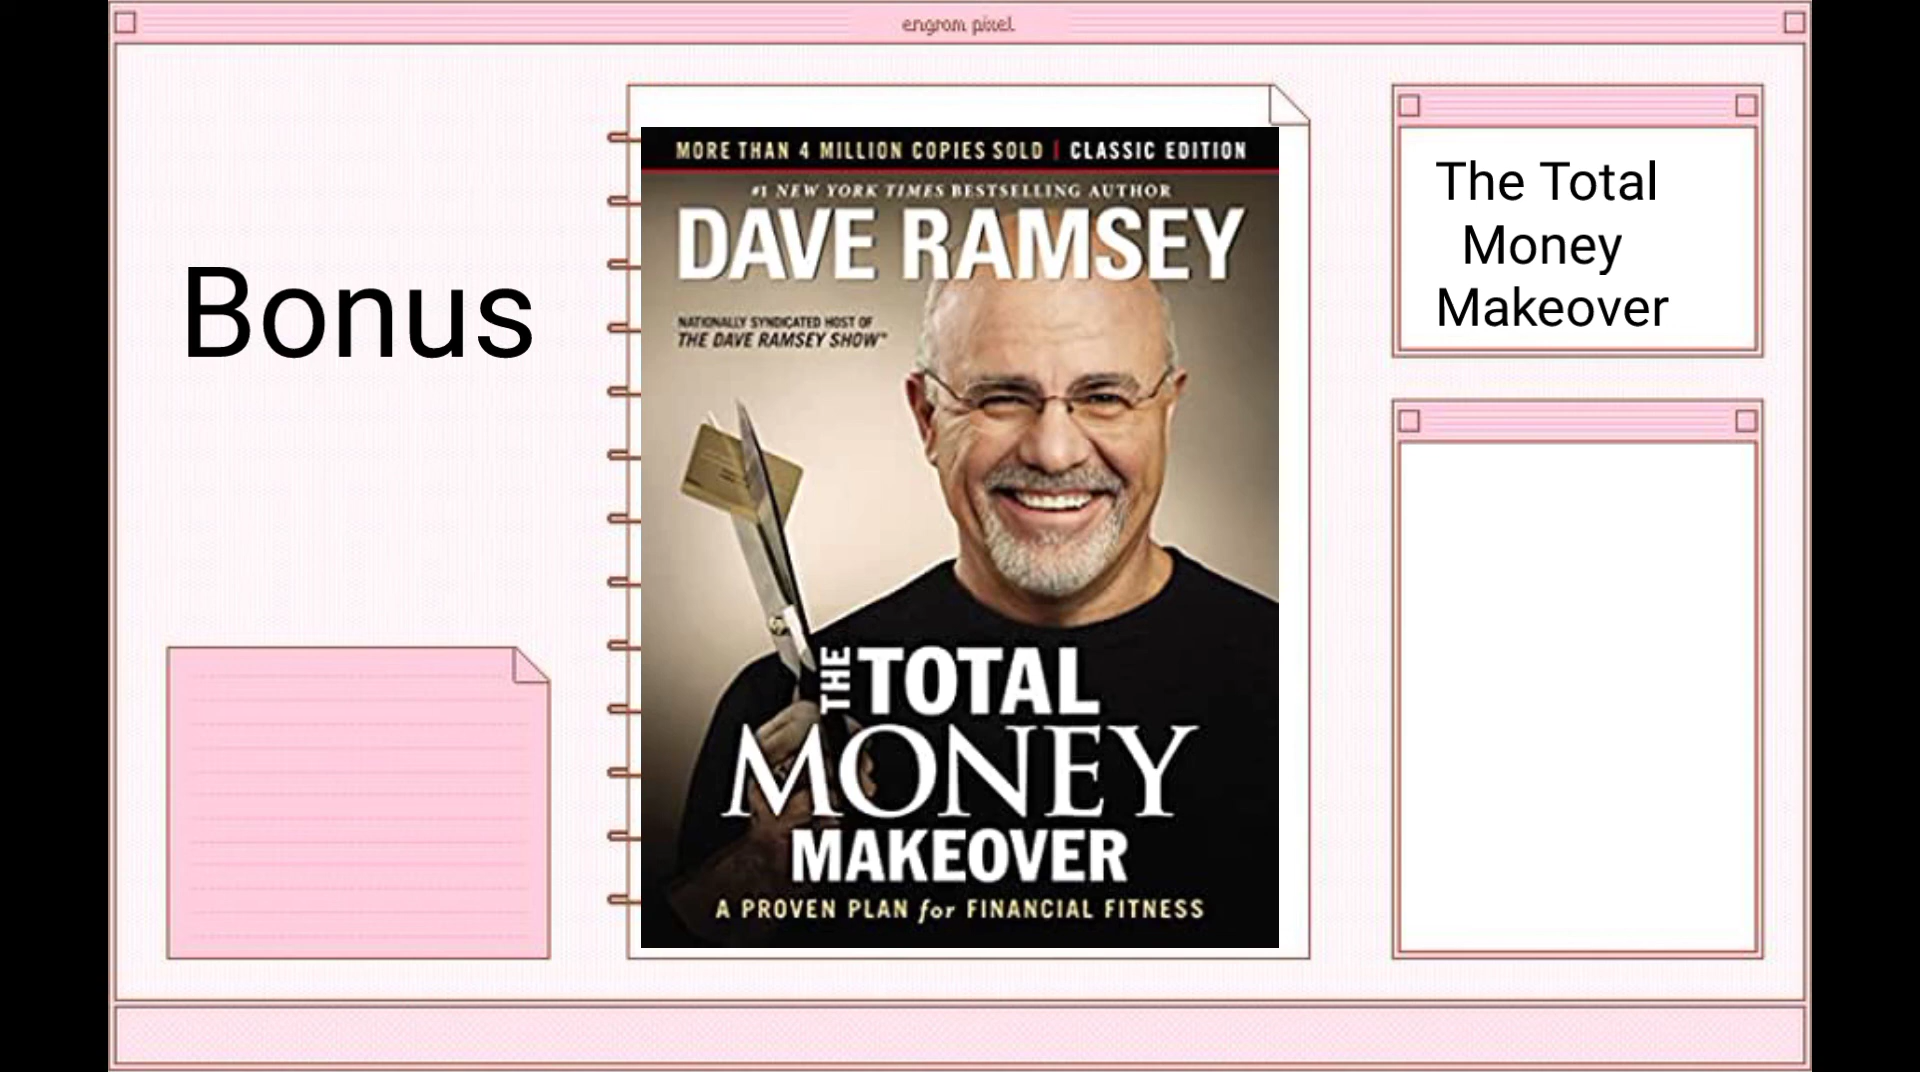 engram pixel
Bonus
MORE THAN 4 MILLION COPIES SOLD | CLASSIC EDITION
#1 NEW YORK TIMES BESTSELLING AUTHOR
DAVE RAMSEY
NATIONALLY SYNDICATED HOST OF
THE DAVE RAMSEY SHOW™
THE TOTAL
MONEY
MAKEOVER
A PROVEN PLAN for FINANCIAL FITNESS
The Total
Money
Makeover